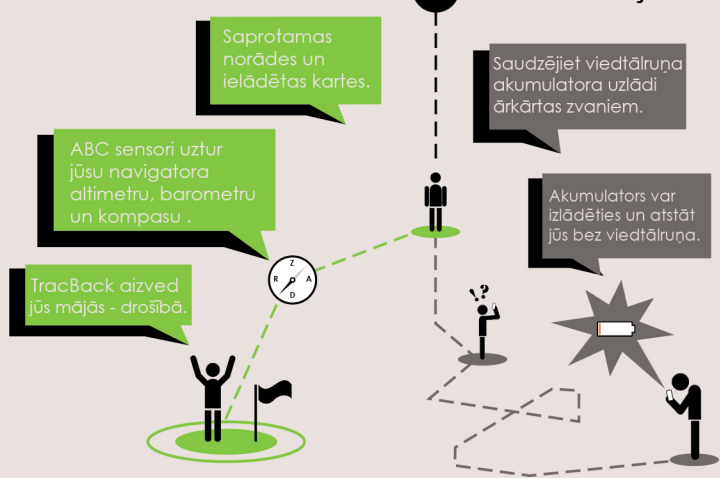 Saprotamas
norādes un
ielādētas kartes.
Saudzējiet viedtālruņa
akumulatora uzlādi
ārkārtas zvaniem.
ABC sensori uztur
jūsu navigatora
altimetru, barometru
un kompasu .
Akumulators var
izlādēties un atstāt
jūs bez viedtālruņa.
TracBack aizved
jūs mājās - drošībā.
Z
R A
D
!?